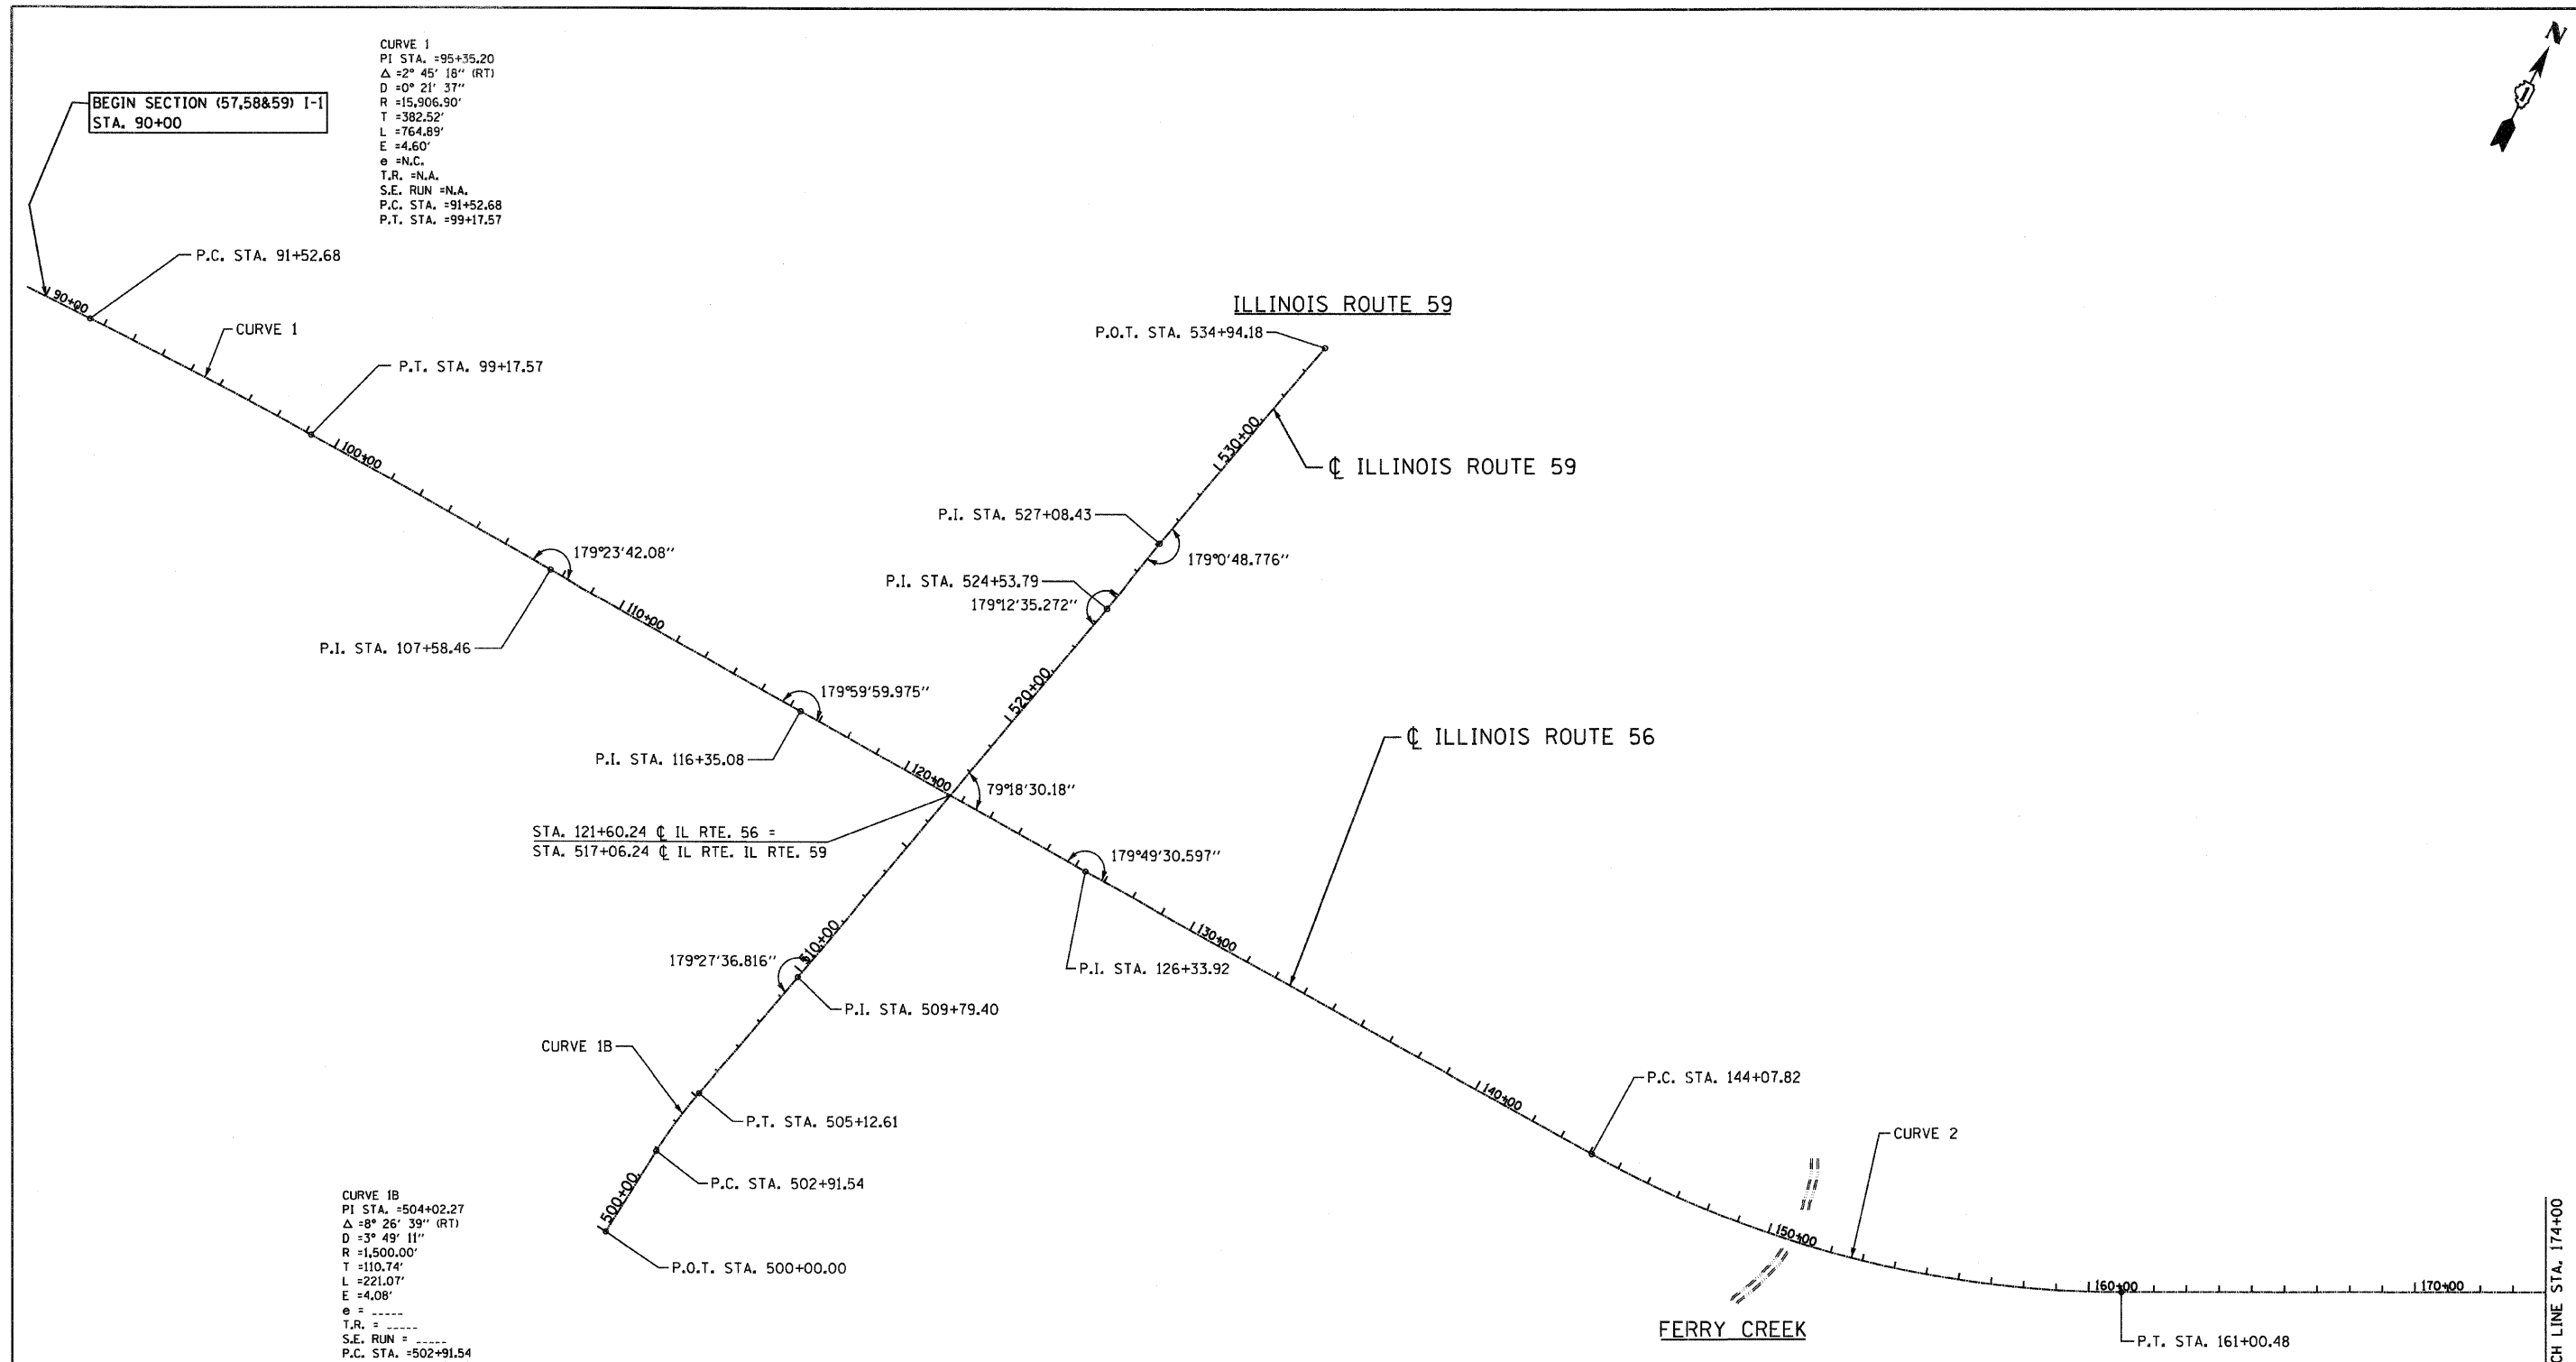 CURVE 1
PI STA. =95+35.20
Δ =2° 45' 18" (RT)
D =0° 21' 37"
R =15,906.90'
T =382.52'
L =764.89'
E =4.60'
e =N.C.
T.R. =N.A.
S.E. RUN =N.A.
P.C. STA. =91+52.68
P.T. STA. =99+17.57
N
1
BEGIN SECTION (57,58&59) I-1
STA. 90+00
90+00
P.C. STA. 91+52.68
CURVE 1
P.T. STA. 99+17.57
100+00
ILLINOIS ROUTE 59
P.O.T. STA. 534+94.18
530+00
℄ ILLINOIS ROUTE 59
P.I. STA. 527+08.43
179°0'48.776"
P.I. STA. 524+53.79
179°12'35.272"
179°23'42.08"
P.I. STA. 107+58.46
110+00
520+00
179°59'59.975"
P.I. STA. 116+35.08
120+00
℄ ILLINOIS ROUTE 56
79°18'30.18"
STA. 121+60.24 ℄ IL RTE. 56 =
STA. 517+06.24 ℄ IL RTE. IL RTE. 59
179°49'30.597"
P.I. STA. 126+33.92
130+00
510+00
179°27'36.816"
P.I. STA. 509+79.40
CURVE 1B
P.T. STA. 505+12.61
P.C. STA. 502+91.54
500+00
P.O.T. STA. 500+00.00
140+00
P.C. STA. 144+07.82
CURVE 2
150+00
FERRY CREEK
160+00
170+00
P.T. STA. 161+00.48
CH LINE STA. 174+00
CURVE 1B
PI STA. =504+02.27
Δ =8° 26' 39" (RT)
D =3° 49' 11"
R =1,500.00'
T =110.74'
L =221.07'
E =4.08'
e = _____
T.R. = _____
S.E. RUN = _____
P.C. STA. =502+91.54